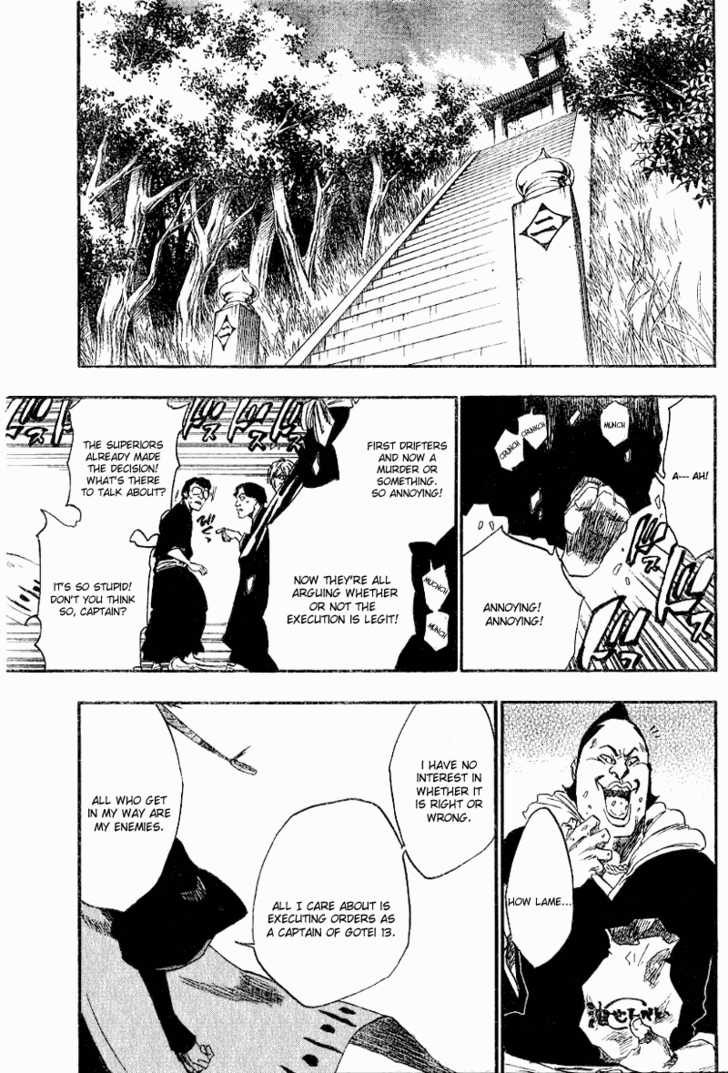 二
二
A--- AH!
MUNCH
CRUNCH
CRUNCH
ANNOYING!
ANNOYING!
FIRST DRIFTERS
AND NOW A
MURDER OR
SOMETHING.
SO ANNOYING!
MUNCH
MUNCH
NOW THEY'RE ALL
ARGUING WHETHER
OR NOT THE
EXECUTION IS LEGIT!
THE SUPERIORS
ALREADY MADE
THE DECISION!
WHAT'S THERE
TO TALK ABOUT?
IT'S SO STUPID!
DON'T YOU THINK
SO, CAPTAIN?
HOW LAME...
I HAVE NO
INTEREST IN
WHETHER IT
IS RIGHT OR
WRONG.
ALL I CARE ABOUT IS
EXECUTING ORDERS AS
A CAPTAIN OF GOTEI 13.
ALL WHO GET
IN MY WAY ARE
MY ENEMIES.